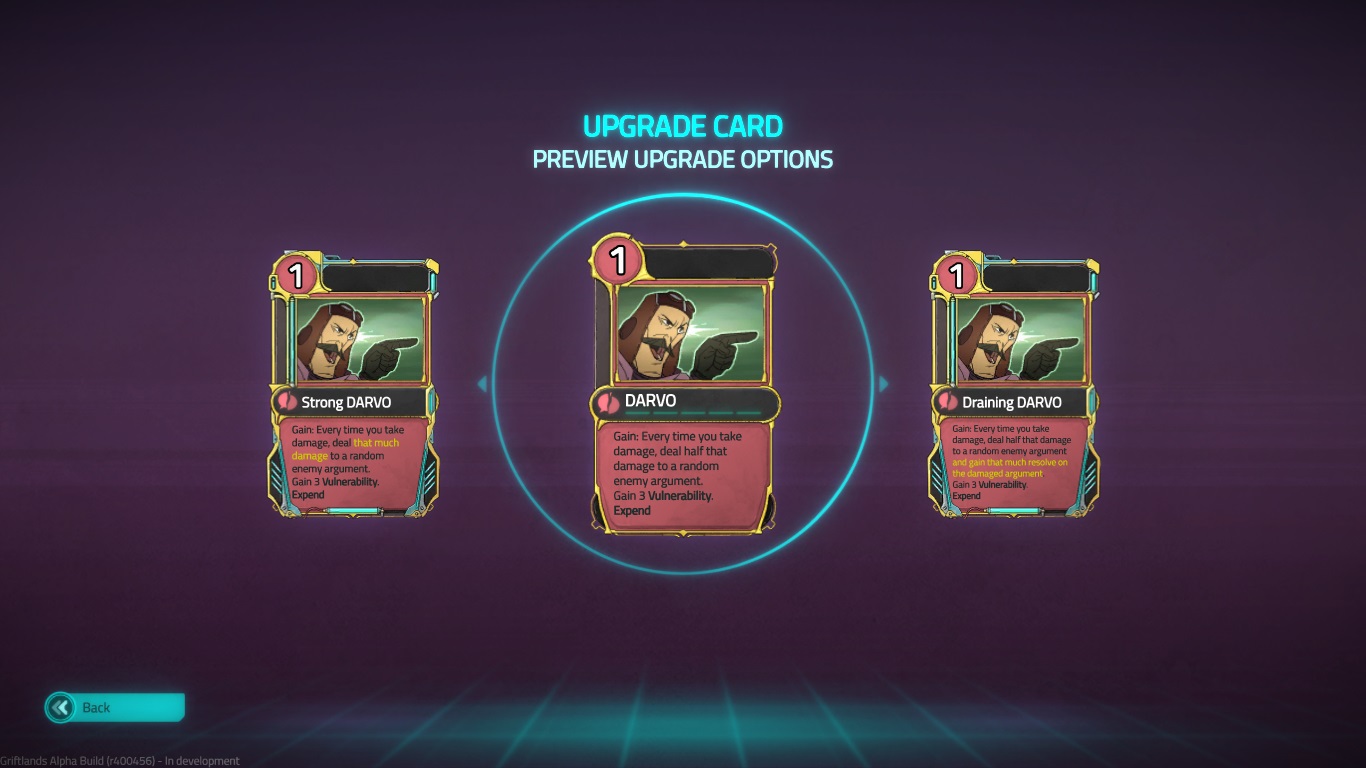 UPGRADE CARD
PREVIEW UPGRADE OPTIONS
1
Strong DARVO
Gain: Every time you take
damage, deal that much
damage to a random
enemy argument.
Gain 3 Vulnerability.
Expend
1
DARVO
Gain: Every time you take
damage, deal half that
damage to a random
enemy argument.
Gain 3 Vulnerability.
Expend
1
Draining DARVO
Gain: Every time you take
damage, deal half that damage
to a random enemy argument
and gain that much resolve on
the damaged argument.
Gain 3 Vulnerability.
Expend
Back
Griftlands Alpha Build (r400456) - In development